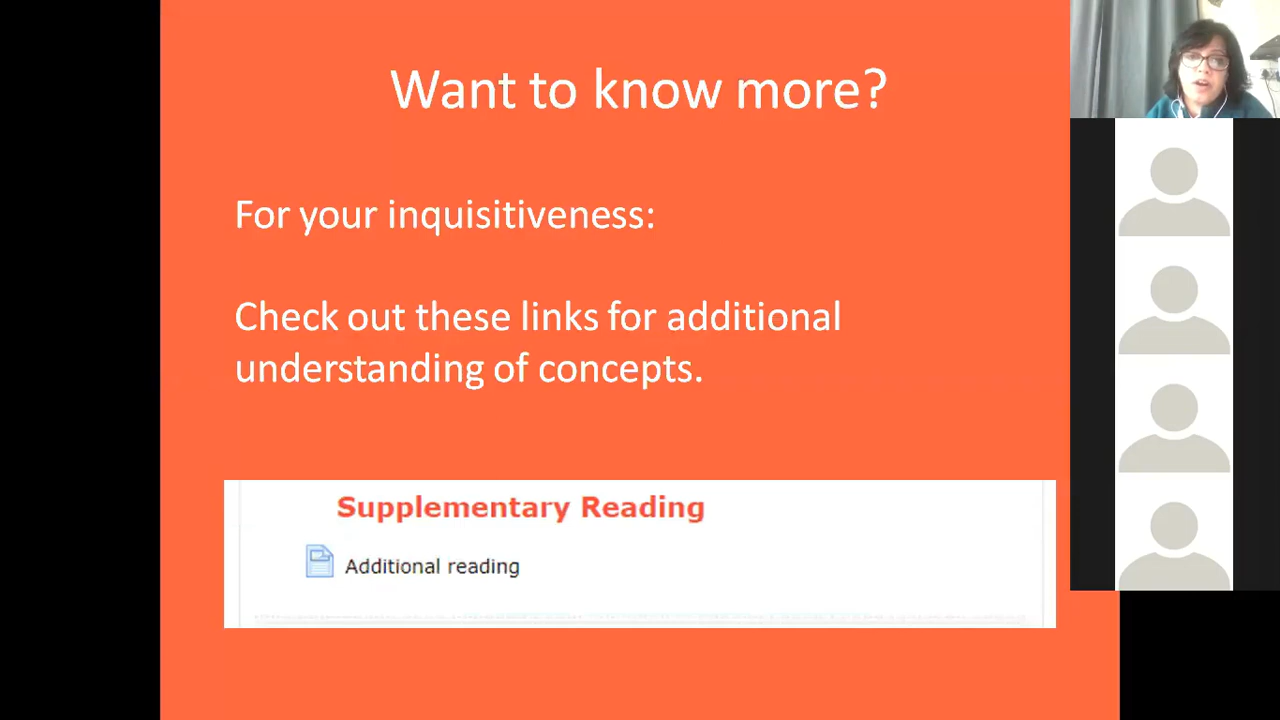 Want to know more?
For your inquisitiveness:
Check out these links for additional
understanding of concepts.
Supplementary Reading
Additional reading